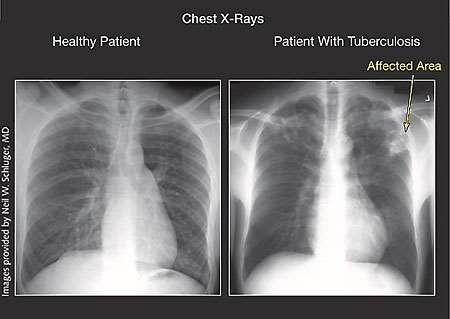 Chest X-Rays
Healthy Patient
Patient With Tuberculosis
Affected Area
L
Images provided by Neil W. Schluger, MD